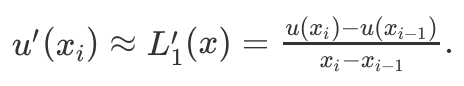 u′(xᵢ) ≈ L′₁(x) = (u(xᵢ)−u(xᵢ₋₁))/(xᵢ−xᵢ₋₁).